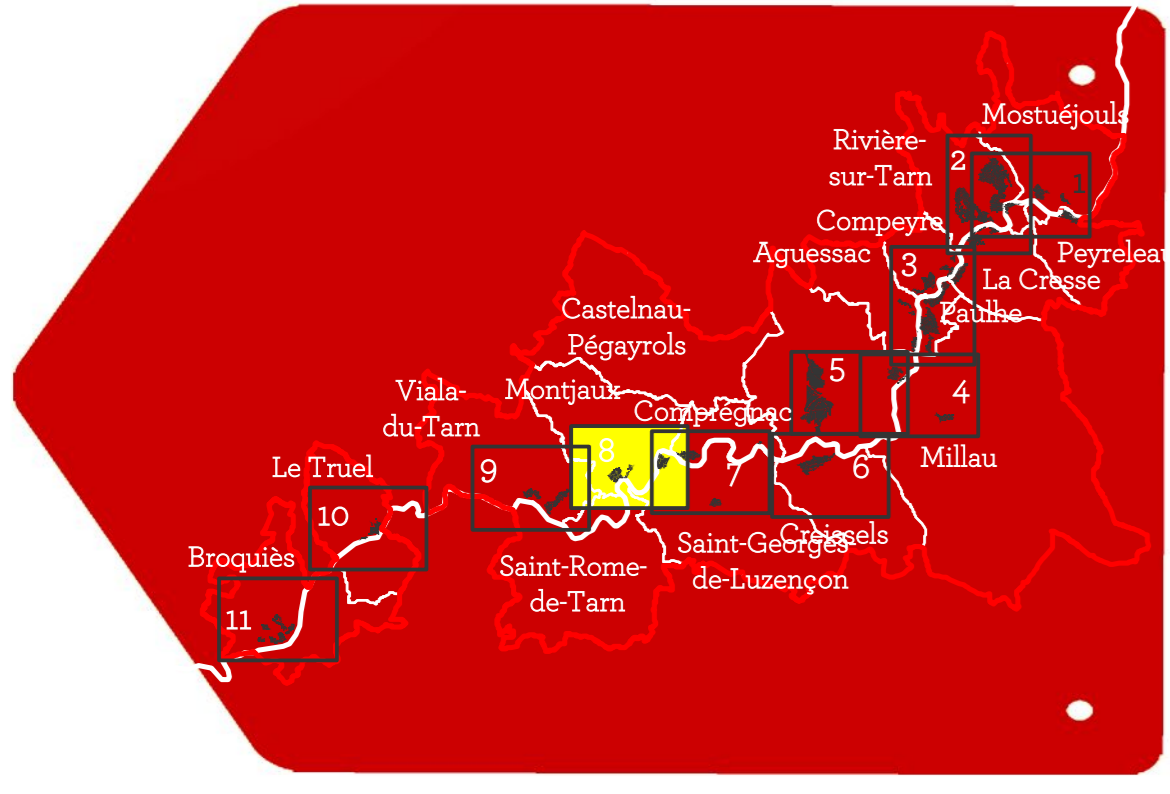 Mostuéjouls
Rivière-
sur-Tarn
2
1
Compeyre
Aguessac
3
Peyreleau
La Cresse
Paulhe
Castelnau-
Pégayrols
5
4
Montjaux
Viala-
du-Tarn
Comprégnac
8
Millau
Le Truel
9
7
6
10
Creissels
Saint-Georges-
de-Luzençon
Broquiès
Saint-Rome-
de-Tarn
11